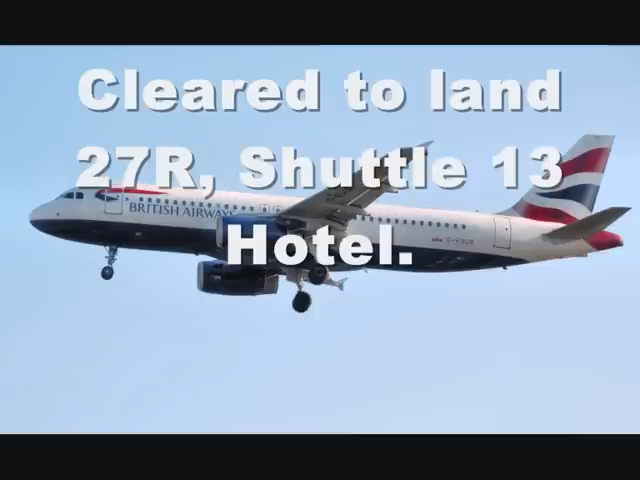 Cleared to land
27R, Shuttle 13
Hotel.
BRITISH AIRWAYS